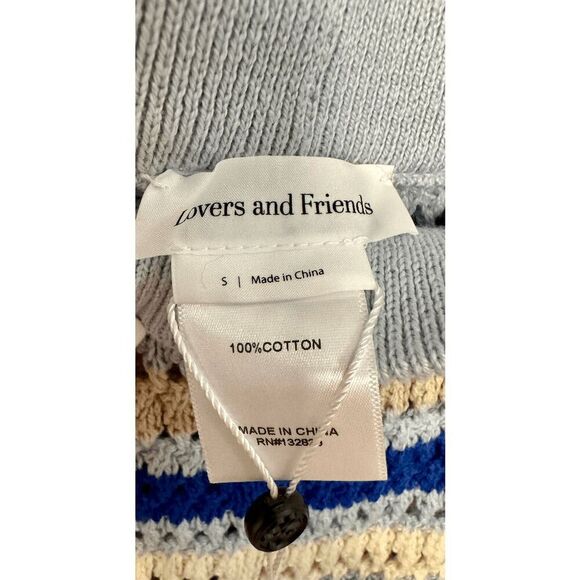 Lovers and Friends
S | Made in China
100%COTTON
MADE IN CHINA